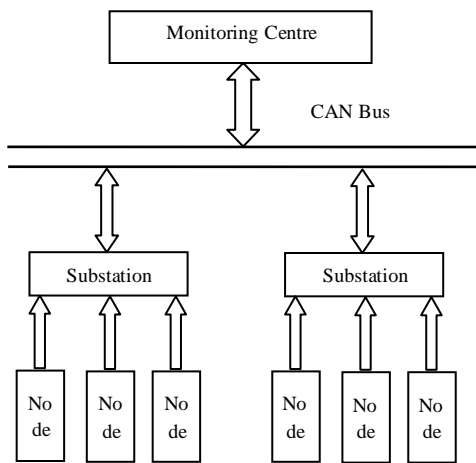 Monitoring Centre
CAN Bus
Substation
Substation
No
de
No
de
No
de
No
de
No
de
No
de